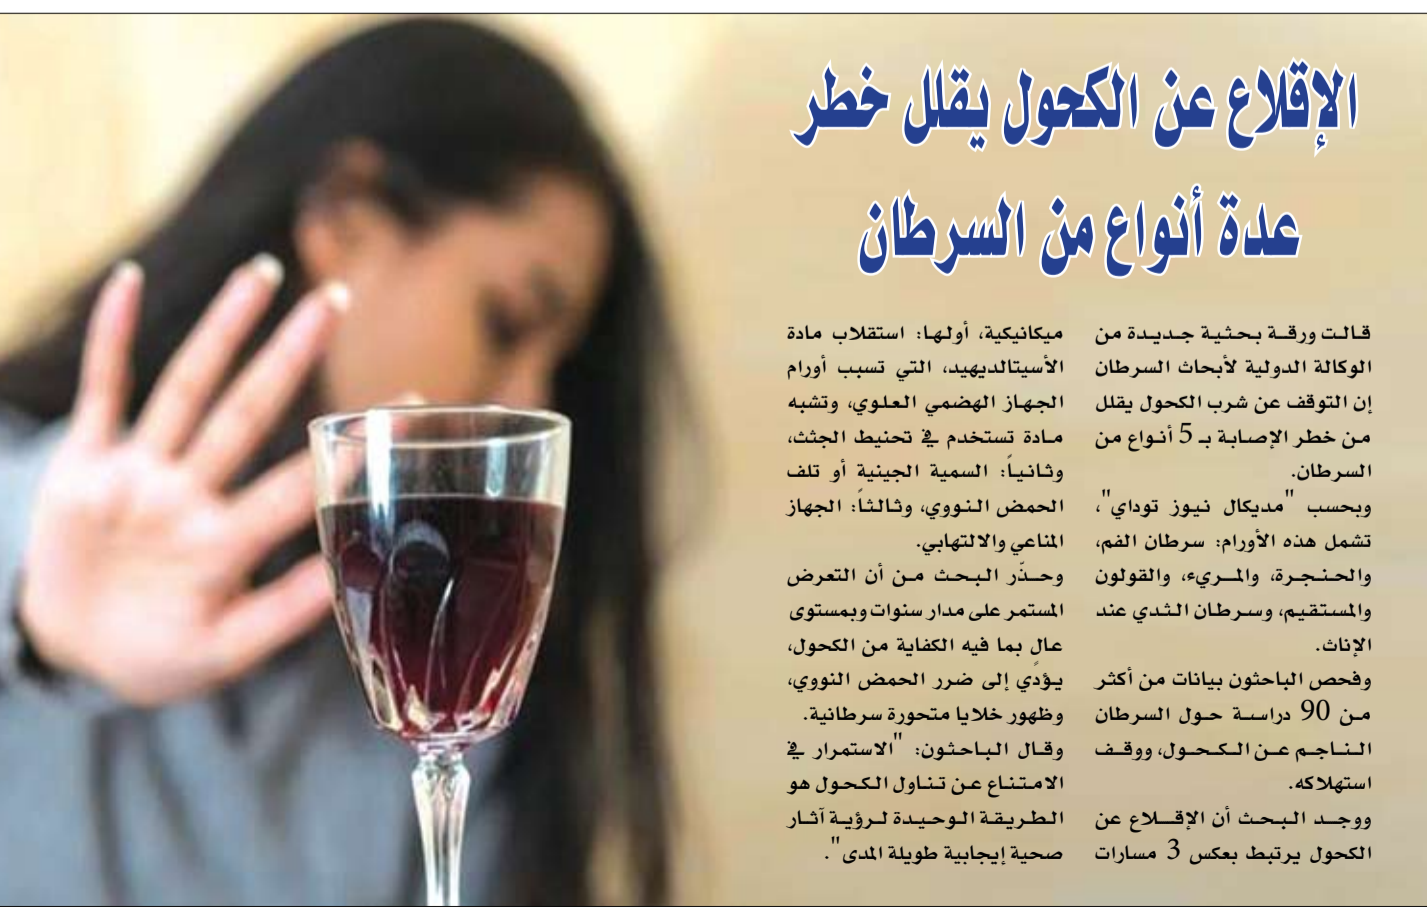 الإقلاع عن الكحول يقلل خطر
عدة أنواع من السرطان
قالت ورقة بحثية جديدة من
الوكالة الدولية لأبحاث السرطان
إن التوقف عن شرب الكحول يقلل
من خطر الإصابة بـ 5 أنواع من
السرطان.
وبحسب "مديكال نيوز توداي"،
تشمل هذه الأورام: سرطان الفم،
والحنجرة، والمريء، والقولون
والمستقيم، وسرطان الثدي عند
الإناث.
وفحص الباحثون بيانات من أكثر
من 90 دراسة حول السرطان
الناجم عن الكحول، ووقف
استهلاكه.
ووجد البحث أن الإقلاع عن
الكحول يرتبط بعكس 3 مسارات
ميكانيكية، أولها: استقلاب مادة
الأسيتالديهيد، التي تسبب أورام
الجهاز الهضمي العلوي، وتشبه
مادة تستخدم في تحنيط الجثث،
وثانياً: السمية الجينية أو تلف
الحمض النووي، وثالثاً: الجهاز
المناعي والالتهابي.
وحذّر البحث من أن التعرض
المستمر على مدار سنوات وبمستوى
عالٍ بما فيه الكفاية من الكحول،
يؤدي إلى ضرر الحمض النووي،
وظهور خلايا متحورة سرطانية.
وقال الباحثون: "الاستمرار في
الامتناع عن تناول الكحول هو
الطريقة الوحيدة لرؤية آثار
صحية إيجابية طويلة المدى".